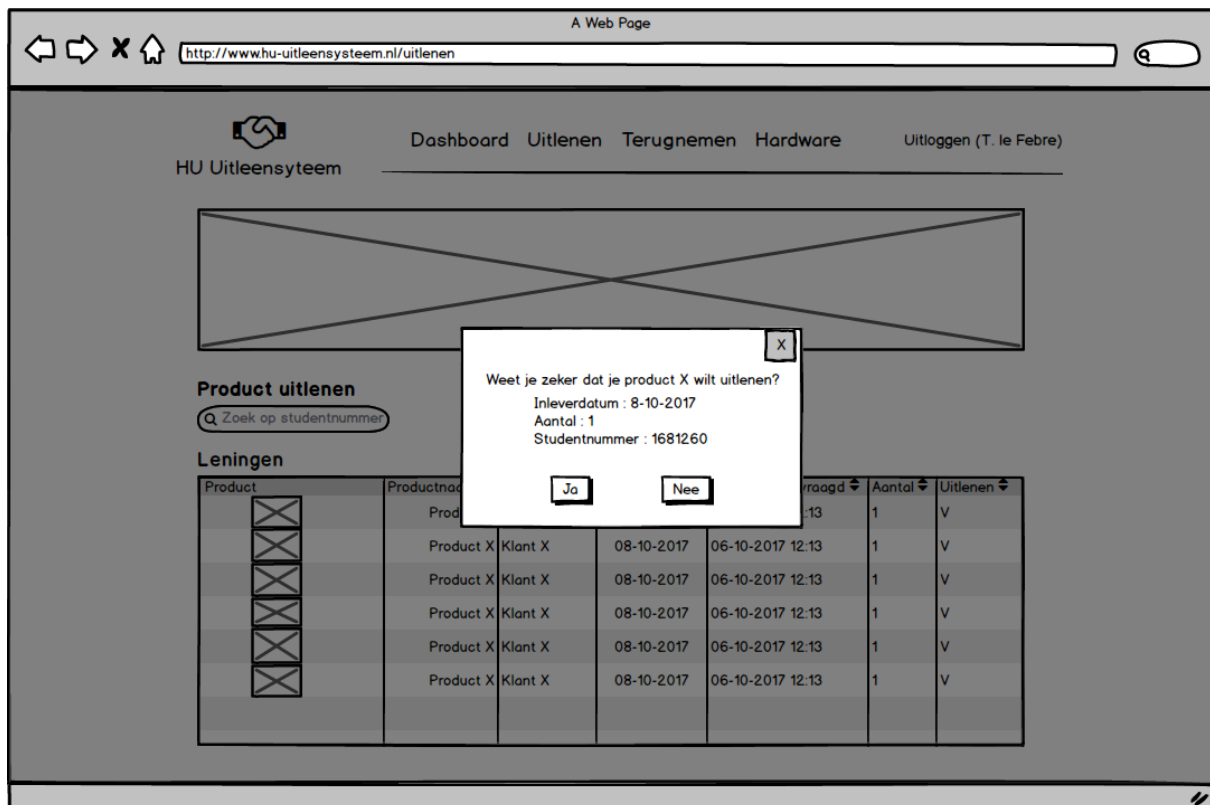 A Web Page
http://www.hu-uitleensysteem.nl/uitlenen
HU Uitleensyteem
Dashboard Uitlenen Terugnemen Hardware Uitloggen (T. le Febre)
X
Weet je zeker dat je product X wilt uitlenen?
Inleverdatum : 8-10-2017
Aantal : 1
Studentnummer : 1681260
Ja Nee
Product uitlenen
Zoek op studentnummer
Leningen
Product Aantal Uitlenen
:13 1 V
Product X Klant X 08-10-2017 06-10-2017 12:13 1 V
Product X Klant X 08-10-2017 06-10-2017 12:13 1 V
Product X Klant X 08-10-2017 06-10-2017 12:13 1 V
Product X Klant X 08-10-2017 06-10-2017 12:13 1 V
Product X Klant X 08-10-2017 06-10-2017 12:13 1 V